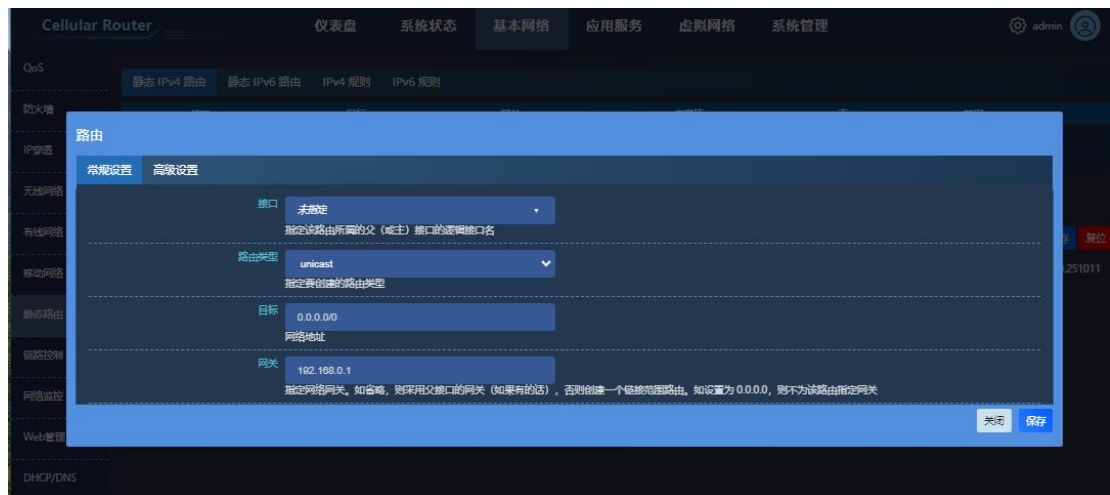 Cellular Router
仪表盘 系统状态 基本网络 应用服务 虚拟网络 系统管理 admin
QoS
静态 IPv4 路由 静态 IPv6 路由 IPv4 规则 IPv6 规则
防火墙
路由
IP穿透
常规设置 高级设置
无线网络
接口 未指定
指定该路由所属的父（或主）接口的逻辑接口名
有线网络
复位
路由类型 unicast
指定要创建的路由类型
移动网络
.251011
目标 0.0.0.0/0
网络地址
静态路由
链路控制
网关 192.168.0.1
指定网络网关。如省略，则采用父接口的网关（如果有的话），否则创建一个链接范围路由。如设置为 0.0.0.0，则不为该路由指定网关
网络监控
关闭 保存
Web管理
DHCP/DNS